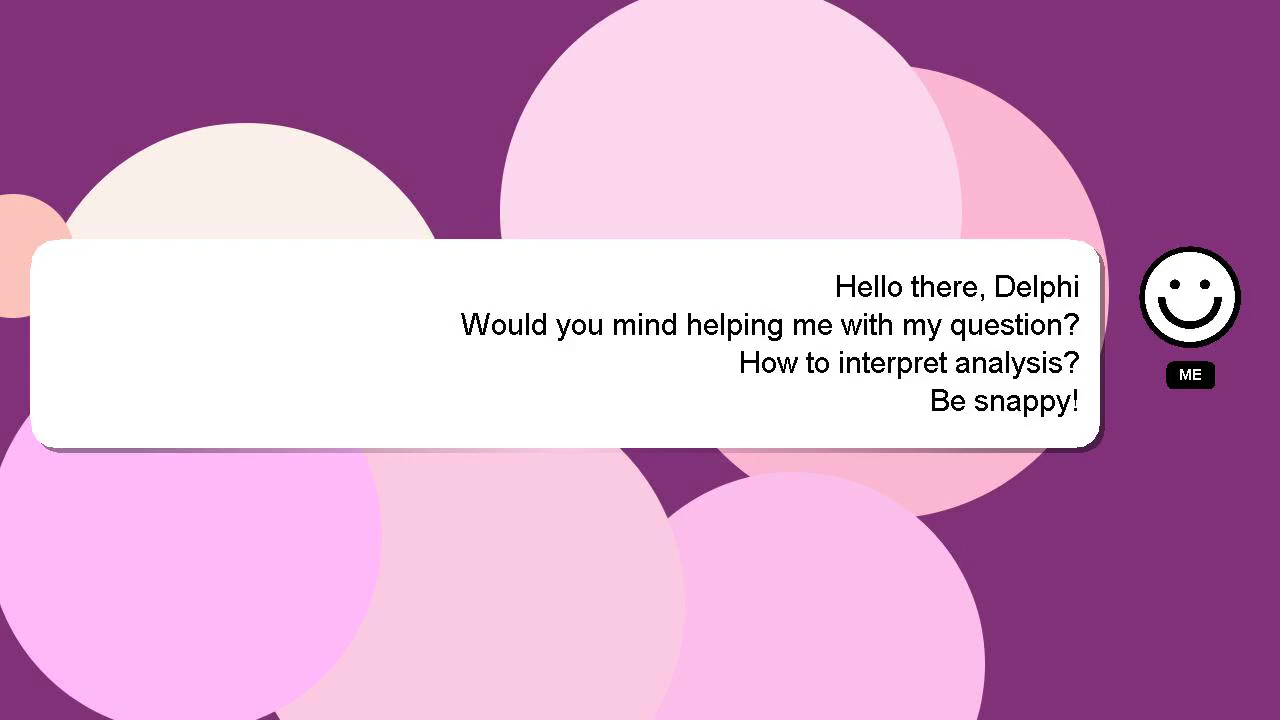 Hello there, Delphi
Would you mind helping me with my question?
How to interpret analysis?
Be snappy!
ME